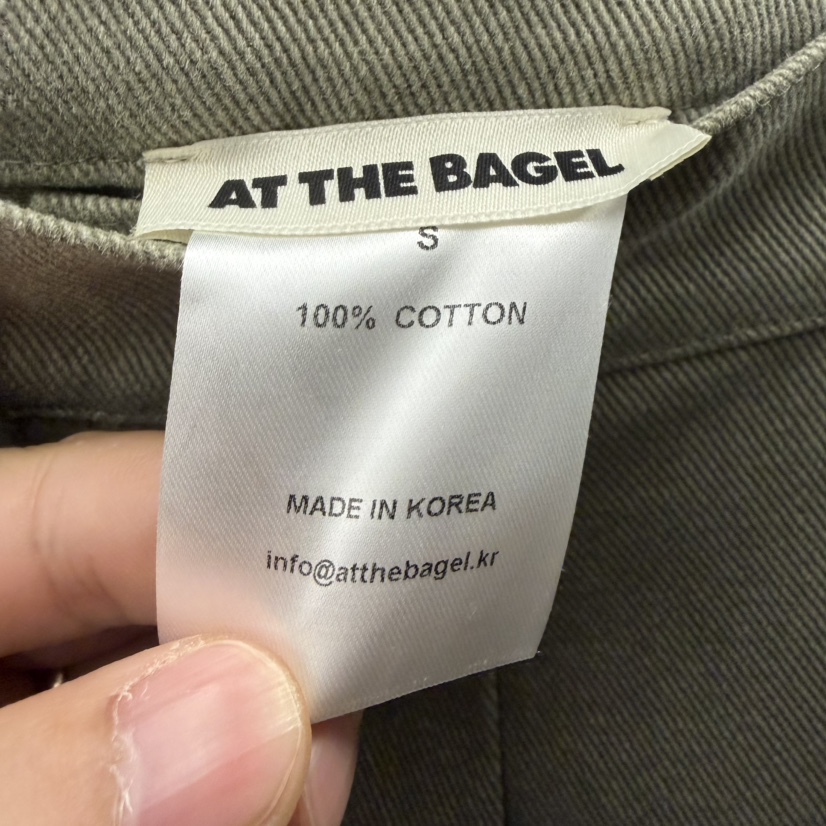 AT THE BAGEL
S
100% COTTON
MADE IN KOREA
info@atthebagel.kr